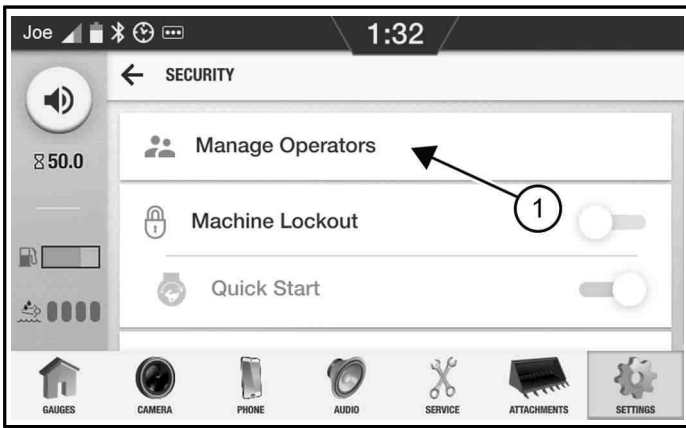 Joe
1:32
SECURITY
50.0
Manage Operators
1
Machine Lockout
Quick Start
GAUGES
CAMERA
PHONE
AUDIO
SERVICE
ATTACHMENTS
SETTINGS